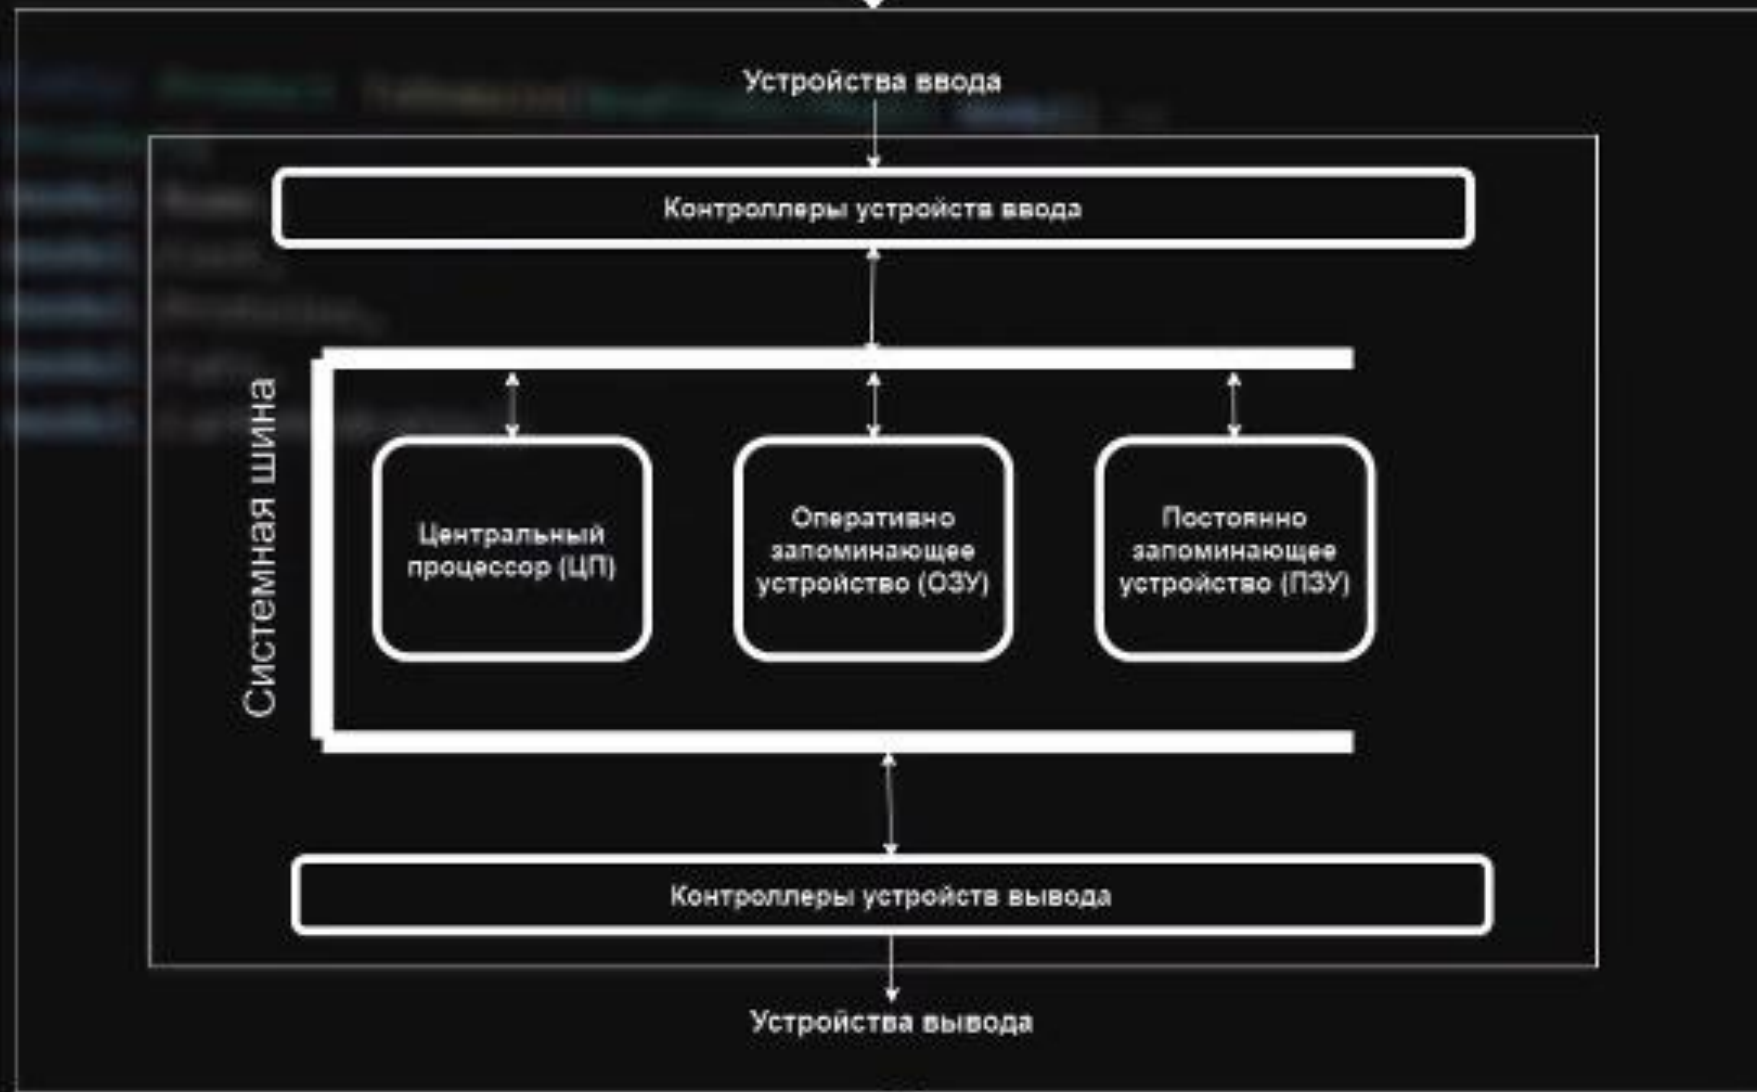 Устройства ввода
Контроллеры устройств ввода
Системная шина
Центральный
процессор (ЦП)
Оперативно
запоминающее
устройство (ОЗУ)
Постоянно
запоминающее
устройство (ПЗУ)
Контроллеры устройств вывода
Устройства вывода